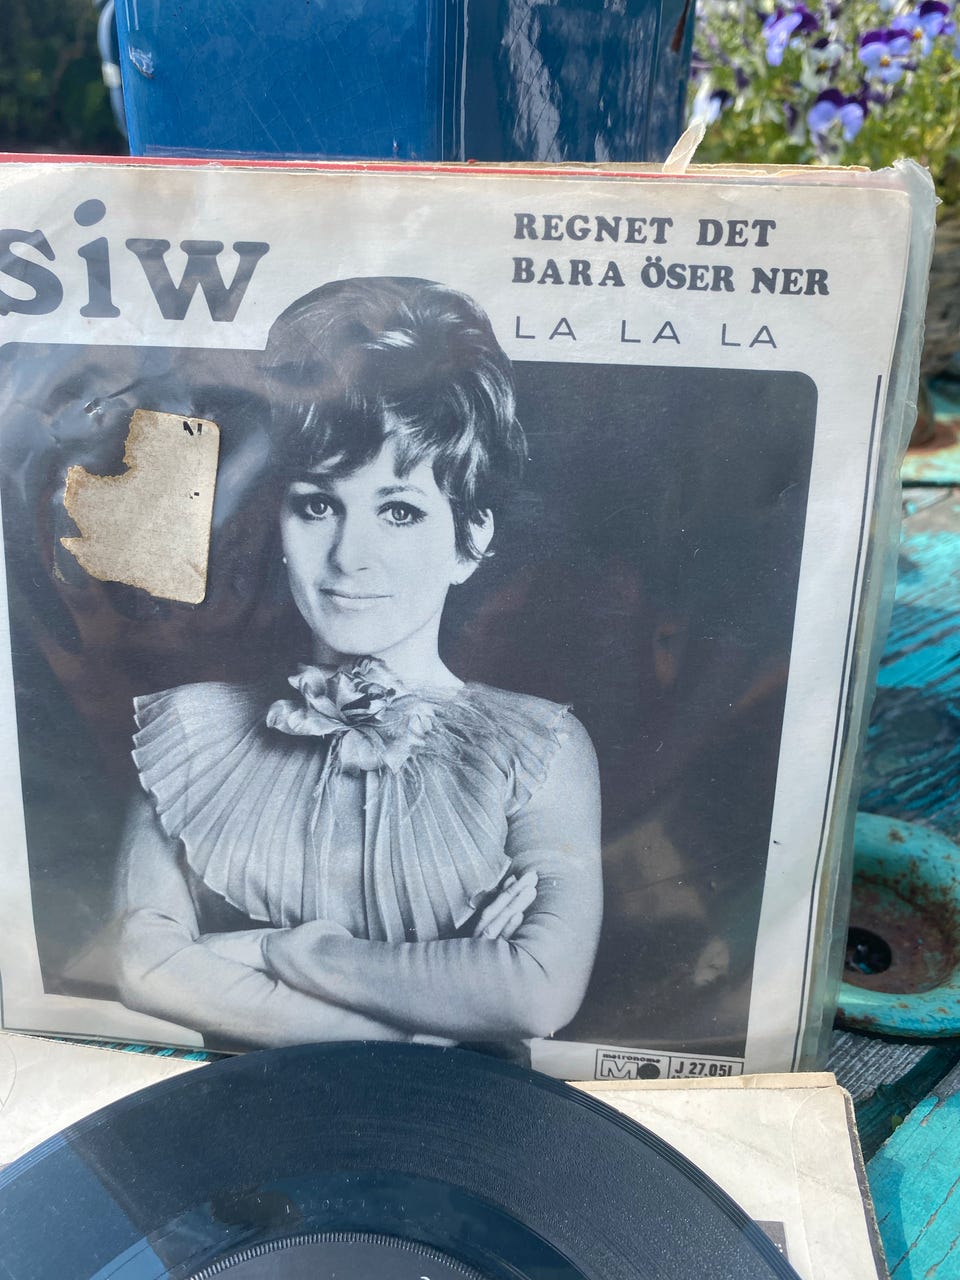 siw
REGNET DET
BARA ÖSER NER
LA LA LA
metronome
J 27.051